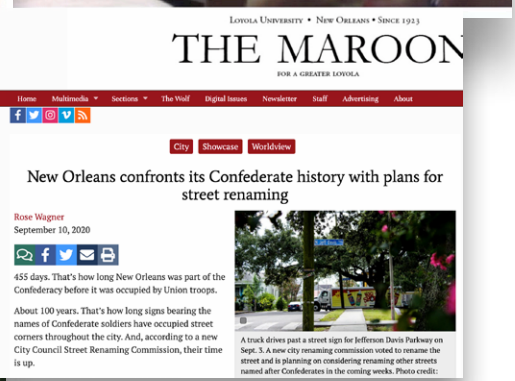 LOYOLA UNIVERSITY • NEW ORLEANS • SINCE 1923
THE MAROON
FOR A GREATER LOYOLA
Home Multimedia Sections The Wolf Digital Issues Newsletter Staff Advertising About
City Showcase Worldview
New Orleans confronts its Confederate history with plans for
street renaming
Rose Wagner
September 10, 2020
455 days. That's how long New Orleans was part of the
Confederacy before it was occupied by Union troops.
About 100 years. That's how long signs bearing the
names of Confederate soldiers have occupied street
corners throughout the city. And, according to a new
City Council Street Renaming Commission, their time
is up.
A truck drives past a street sign for Jefferson Davis Parkway on
Sept. 3. A new city renaming commission voted to rename the
street and is planning on considering renaming other streets
named after Confederates in the coming weeks. Photo credit: